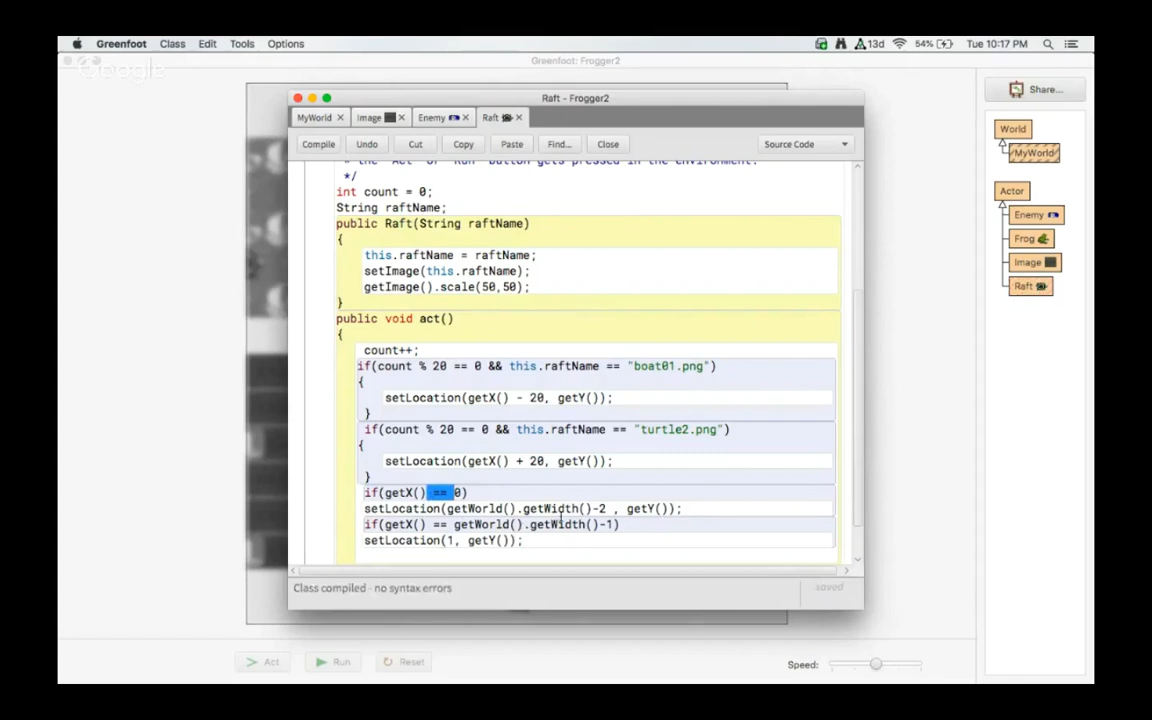 Greenfoot Class Edit Tools Options 13d 54% Tue 10:17 PM
Greenfoot: Frogger2
Google
Share...
Raft - Frogger2
MyWorld Image Enemy Raft
Compile Undo Cut Copy Paste Find... Close Source Code
* the 'Act' or 'Run' button gets pressed in the environment.
*/
int count = 0;
String raftName;
public Raft(String raftName)
{
this.raftName = raftName;
setImage(this.raftName);
getImage().scale(50,50);
}
public void act()
{
count++;
if(count % 20 == 0 && this.raftName == "boat01.png")
{
setLocation(getX() - 20, getY());
}
if(count % 20 == 0 && this.raftName == "turtle2.png")
{
setLocation(getX() + 20, getY());
}
if(getX() == 0)
setLocation(getWorld().getWidth()-2 , getY());
if(getX() == getWorld().getWidth()-1)
setLocation(1, getY());
Class compiled - no syntax errors
saved
World
MyWorld
Actor
Enemy
Frog
Image
Raft
Act Run Reset Speed: